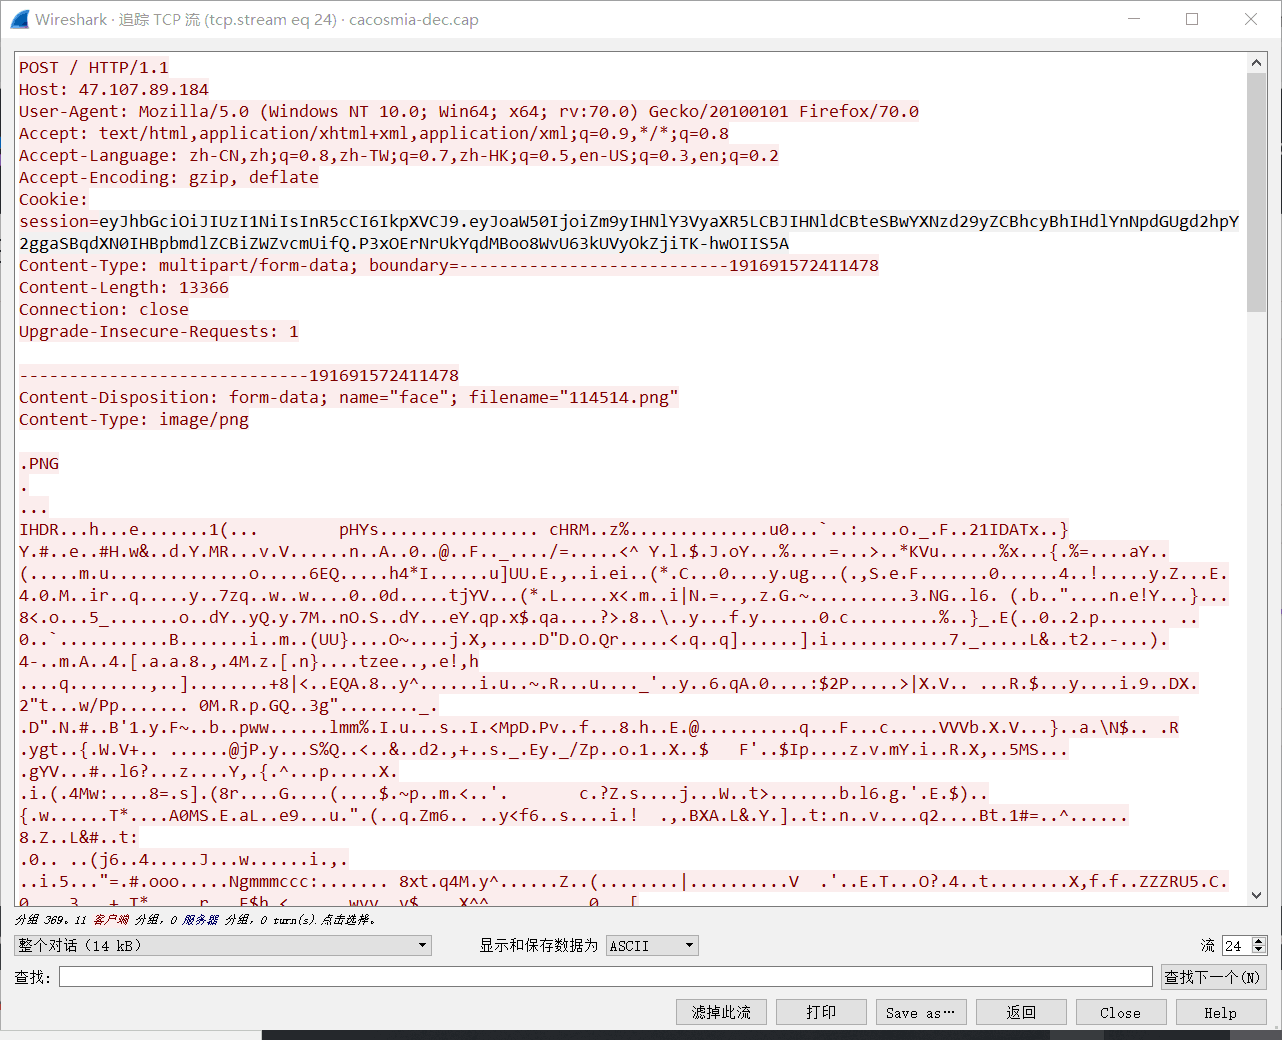 Wireshark · 追踪 TCP 流 (tcp.stream eq 24) · cacosmia-dec.cap
POST / HTTP/1.1
Host: 47.107.89.184
User-Agent: Mozilla/5.0 (Windows NT 10.0; Win64; x64; rv:70.0) Gecko/20100101 Firefox/70.0
Accept: text/html,application/xhtml+xml,application/xml;q=0.9,*/*;q=0.8
Accept-Language: zh-CN,zh;q=0.8,zh-TW;q=0.7,zh-HK;q=0.5,en-US;q=0.3,en;q=0.2
Accept-Encoding: gzip, deflate
Cookie:
session=eyJhbGciOiJIUzI1NiIsInR5cCI6IkpXVCJ9.eyJoaW50IjoiZm9yIHNlY3VyaXR5LCBJIHNldCBteSBwYXNzd29yZCBhcyBhIHdlYnNpdGUgd2hpY
2ggaSBqdXN0IHBpbmdlZCBiZWZvcmUifQ.P3xOErNrUkYqdMBoo8WvU63kUVyOkZjiTK-hwOIIS5A
Content-Type: multipart/form-data; boundary=---------------------------191691572411478
Content-Length: 13366
Connection: close
Upgrade-Insecure-Requests: 1
-----------------------------191691572411478
Content-Disposition: form-data; name="face"; filename="114514.png"
Content-Type: image/png
.PNG
.
...
IHDR...h...e.......1(...        pHYs................ cHRM..z%..............u0...`..:....o._.F..21IDATx..}
Y.#..e..#H.w&..d.Y.MR...v.V......n..A..0..@..F.._..../=.....<^ Y.l.$.J.oY...%....=...>..*KVu......%x...{.%=....aY..
(.....m.u..............o.....6EQ.....h4*I......u]UU.E.,..i.ei..(*.C...0....y.ug...(.,S.e.F.......0......4..!.....y.Z...E.
4.0.M..ir..q.....y..7zq..w..w....0..0d.....tjYV...(*.L.....x<.m..i|N.=..,.z.G.~..........3.NG..l6. (.b.."....n.e!Y...}...
8<.o...5_.......o..dY..yQ.y.7M..nO.S..dY...eY.qp.x$.qa....?>.8..\..y...f.y......0.c.........%..}_.E(..0..2.p....... ..
0..`...........B.......i..m..(UU}....O~....j.X,.....D"D.O.Qr.....<.q..q]......].i............7._.....L&..t2..-...).
4-..m.A..4.[.a.a.8.,.4M.z.[.n}....tzee..,.e!,h
....q........,..]........+8|<..EQA.8..y^......i.u..~.R...u...._'..y..6.qA.0....:$2P.....>|X.V.. ...R.$...y....i.9..DX.
2"t...w/Pp....... 0M.R.p.GQ..3g"........_.
.D".N.#..B'1.y.F~..b..pww......lmm%.I.u...s..I.<MpD.Pv..f...8.h..E.@..........q...F...c.....VVVb.X.V...}..a.\N$.. .R
.ygt..{.W.V+.. ......@jP.y...S%Q..<..&..d2.,+..s._.Ey._/Zp..o.1..X..$   F'..$Ip....z.v.mY.i..R.X,..5MS...
.gYV...#..l6?...z....Y,.{.^...p.....X.
.i.(.4Mw:....8=.s].(8r....G....(....$.~p..m.<..'.       c.?Z.s....j...W..t>.......b.l6.g.'.E.$)..
{.w......T*....A0MS.E.aL..e9...u.".(..q.Zm6.. ..y<f6..s....i.!  .,.BXA.L&.Y.]..t:.n..v....q2....Bt.1#=..^......
8.Z..L&#..t:
.0.. ..(j6..4.....J...w......i.,.
..i.5..."=.#.ooo.....Ngmmmccc:....... 8xt.q4M.y^......Z..(........|..........V  .'..E.T...O?.4..t........X,f.f..ZZZRU5.C.
分组 369。11 客户端 分组，0 服务器 分组，0 turn(s).点击选择。
整个对话（14 kB）
显示和保存数据为 ASCII
流 24
查找:
查找下一个(N)
滤掉此流
打印
Save as…
返回
Close
Help